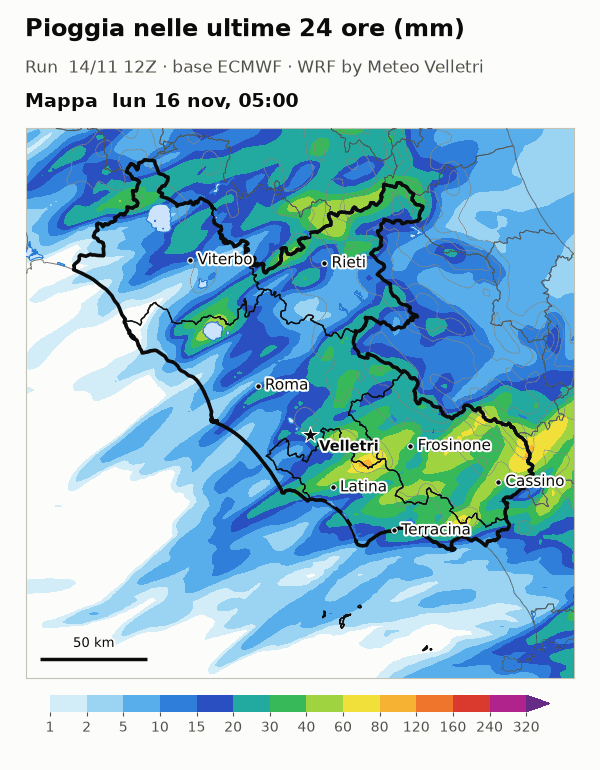 Pioggia nelle ultime 24 ore (mm)
Run 14/11 12Z · base ECMWF · WRF by Meteo Velletri
Mappa lun 16 nov, 05:00
Viterbo
Rieti
Roma
Velletri
Frosinone
Latina
Cassino
Terracina
50 km
1 2 5 10 15 20 30 40 60 80 120 160 240 320